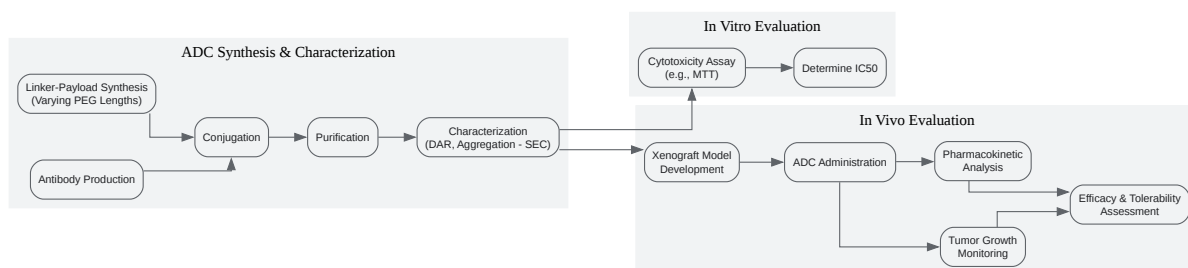 ADC Synthesis & Characterization
Linker-Payload Synthesis
(Varying PEG Lengths)
Antibody Production
Conjugation
Purification
Characterization
(DAR, Aggregation - SEC)
In Vitro Evaluation
Cytotoxicity Assay
(e.g., MTT)
Determine IC50
In Vivo Evaluation
Xenograft Model
Development
ADC Administration
Pharmacokinetic
Analysis
Tumor Growth
Monitoring
Efficacy & Tolerability
Assessment